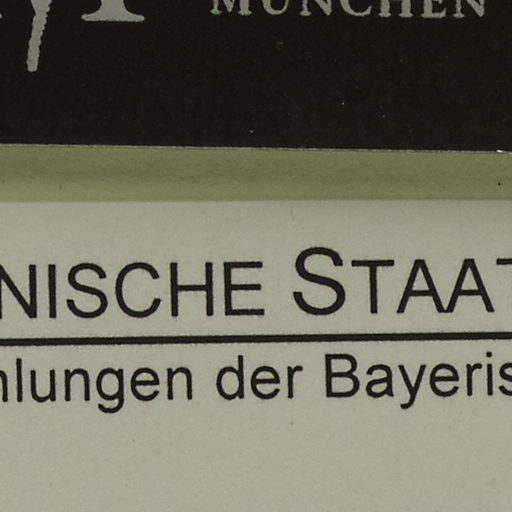 MÜNCHEN
NISCHE STAAT
hlungen der Bayeris